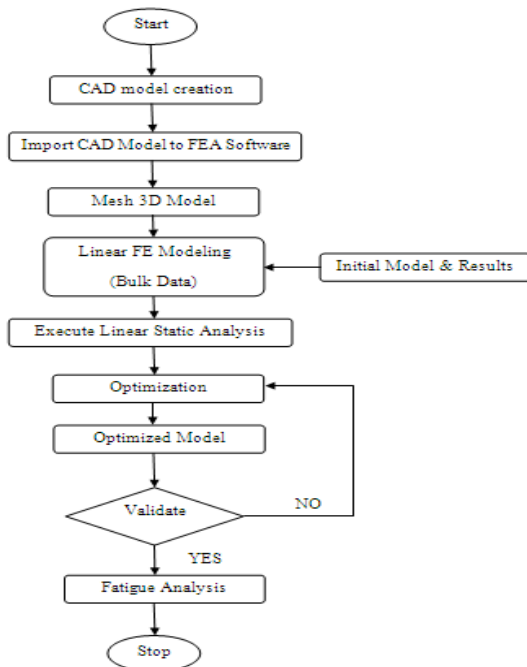 Start
CAD model creation
Import CAD Model to FEA Software
Mesh 3D Model
Linear FE Modeling
(Bulk Data)
Initial Model & Results
Execute Linear Static Analysis
Optimization
Optimized Model
Validate
NO
YES
Fatigue Analysis
Stop